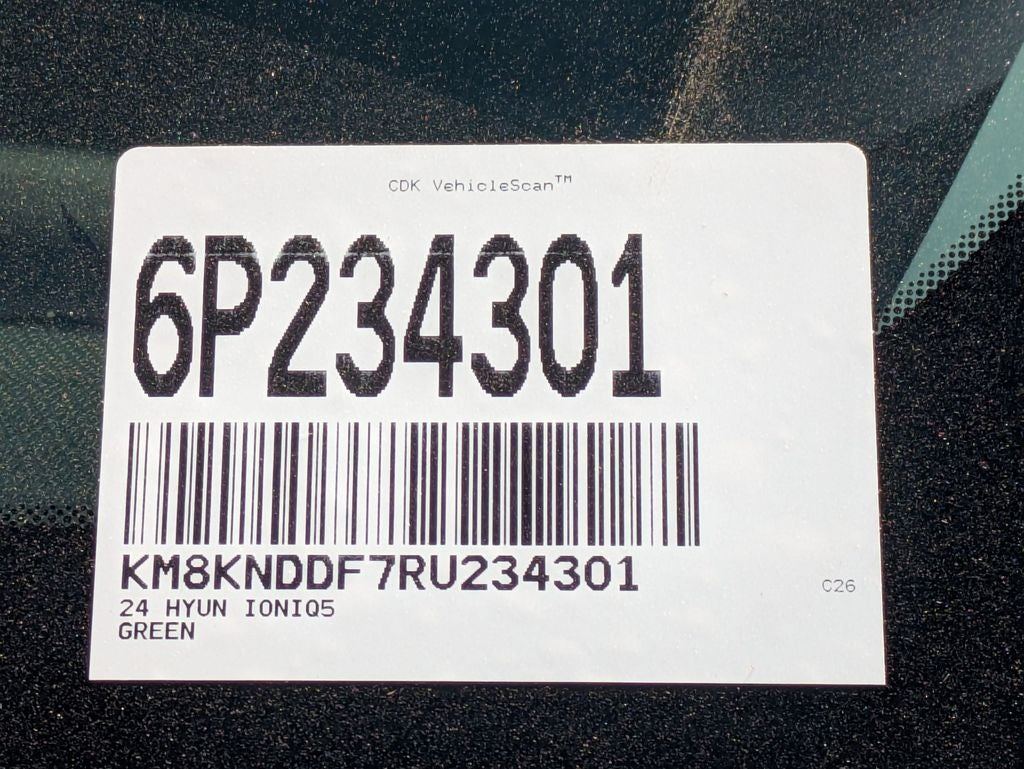 CDK VehicleScan™
6P234301
KM8KNDDF7RU234301
24 HYUN IONIQ5
GREEN
C26